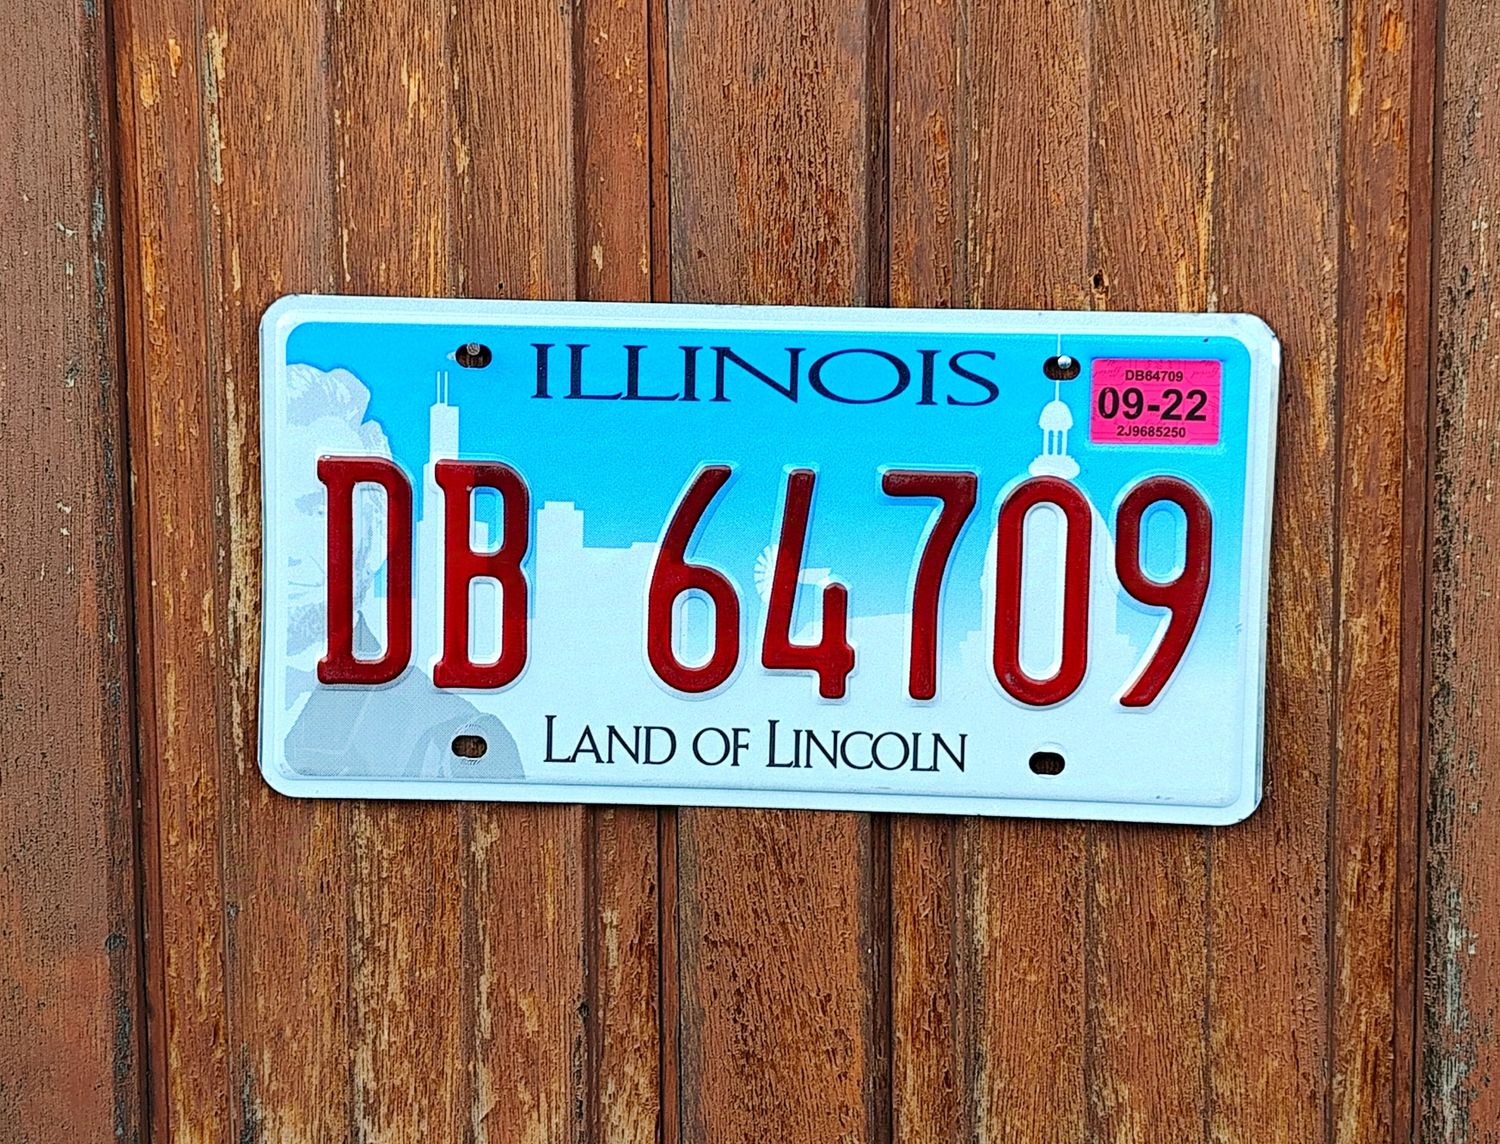 ILLINOIS
DB64709
09-22
2J9685250
DB 64709
LAND OF LINCOLN